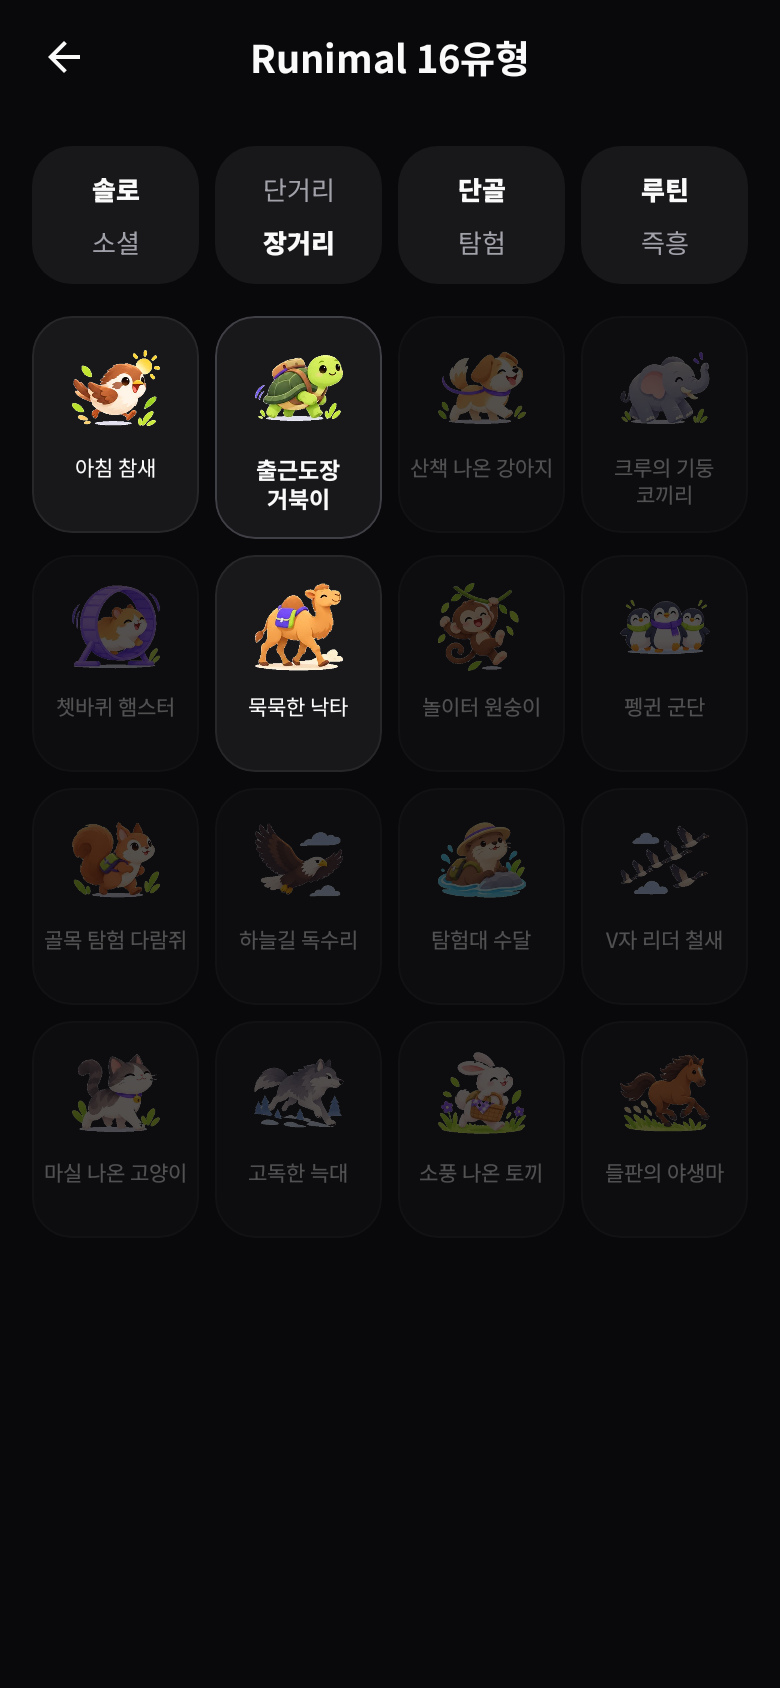 Runimal 16유형
솔로
소셜
단거리
장거리
단골
탐험
루틴
즉흥
아침 참새
출근도장
거북이
산책 나온 강아지
크루의 기둥
코끼리
쳇바퀴 햄스터
묵묵한 낙타
놀이터 원숭이
펭귄 군단
골목 탐험 다람쥐
하늘길 독수리
탐험대 수달
V자 리더 철새
마실 나온 고양이
고독한 늑대
소풍 나온 토끼
들판의 야생마